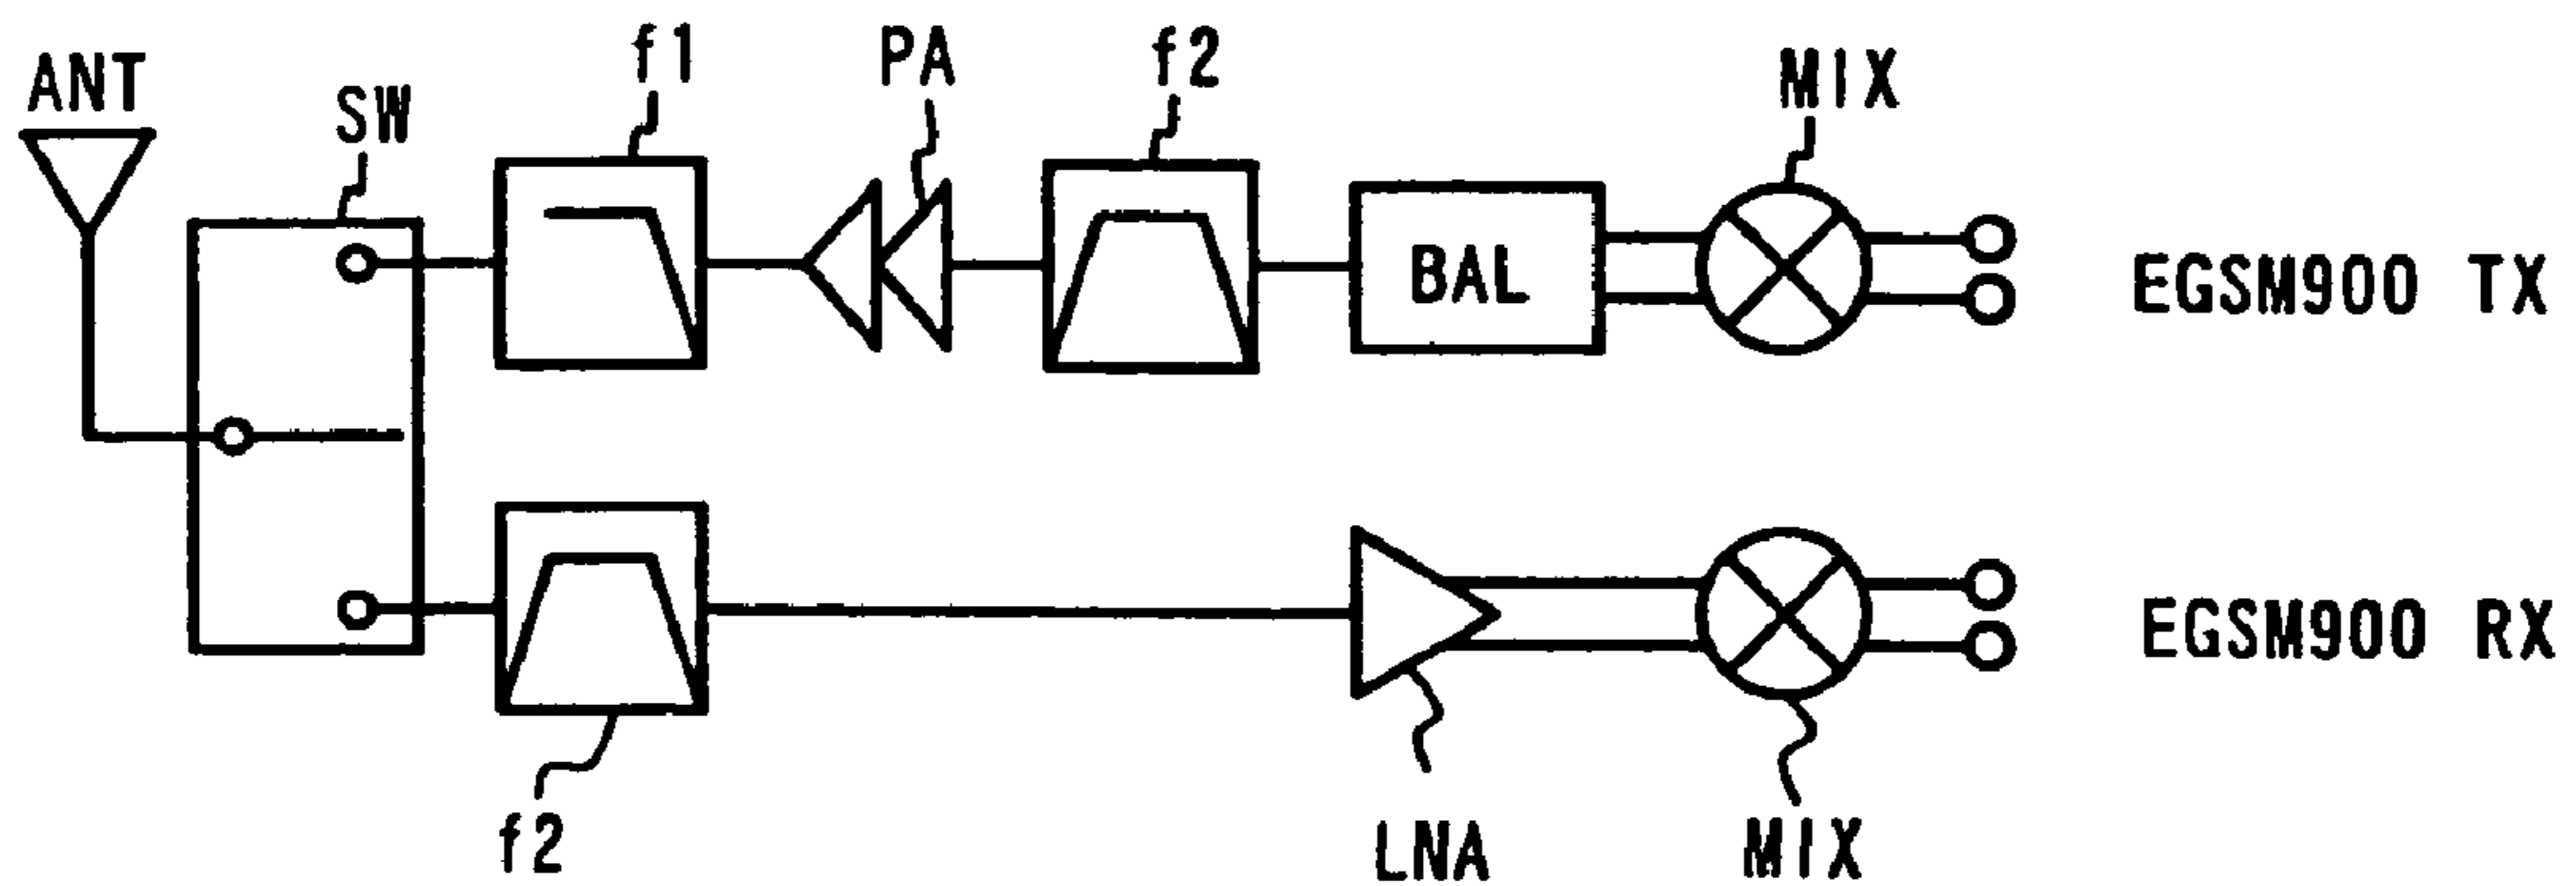 ANT
SW
f1
PA
f2
MIX
BAL
EGSM900 TX
EGSM900 RX
f2
LNA
MIX